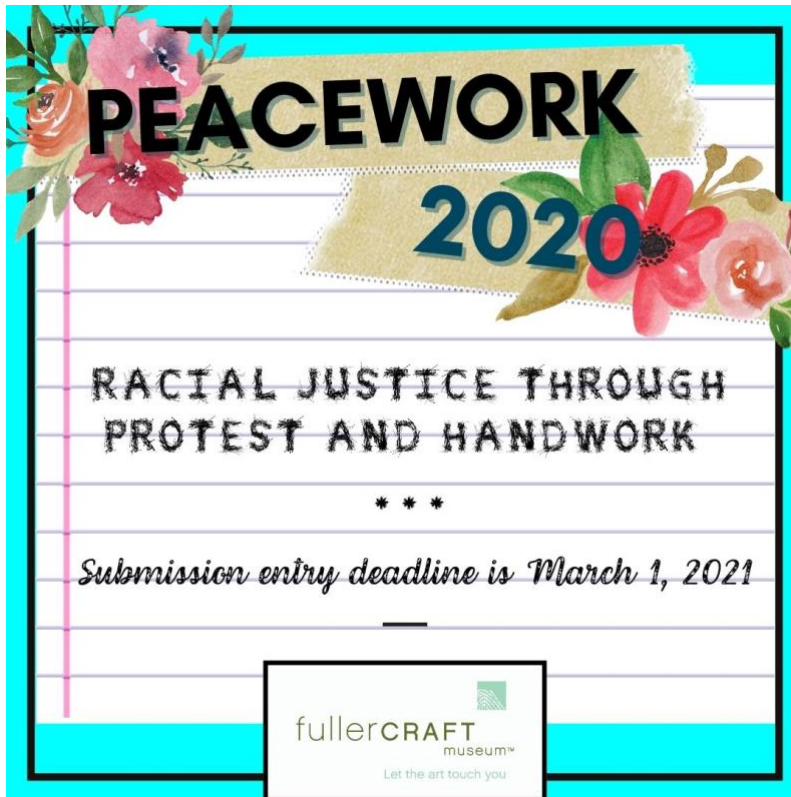 PEACEWORK
2020
RACIAL JUSTICE THROUGH
PROTEST AND HANDWORK
***
Submission entry deadline is March 1, 2021
—
fullerCRAFT
museum™
Let the art touch you